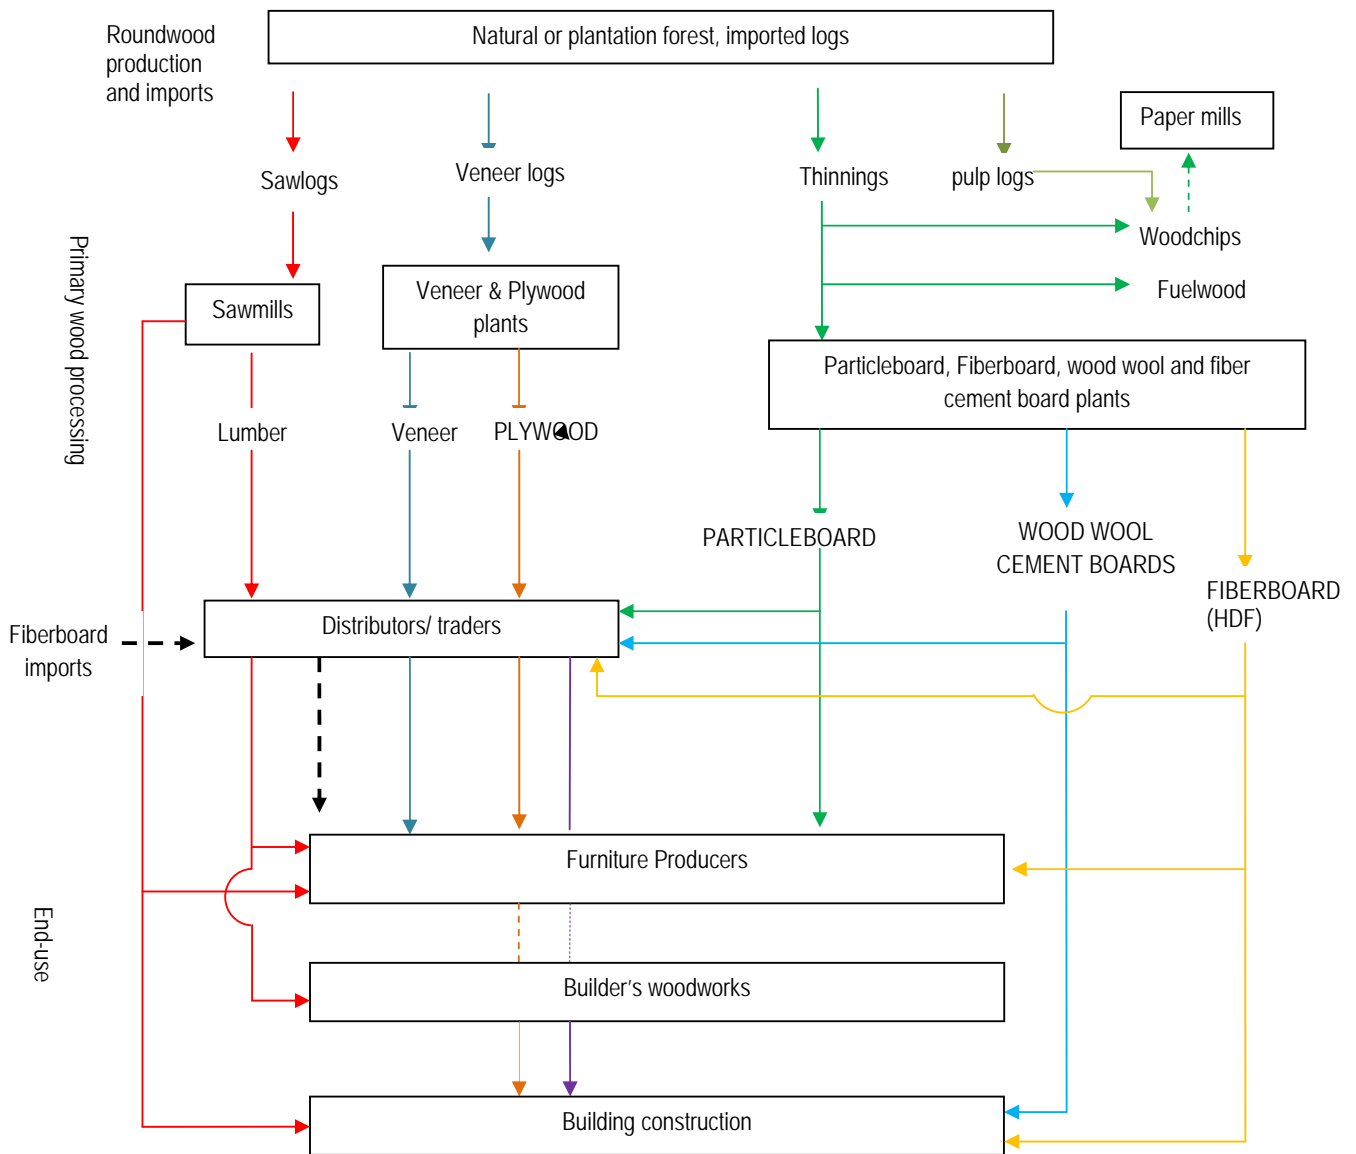 Roundwood
production
and imports
Natural or plantation forest, imported logs
Paper mills
Sawlogs
Veneer logs
Thinnings
pulp logs
Woodchips
Fuelwood
Primary wood processing
Sawmills
Veneer & Plywood
plants
Particleboard, Fiberboard, wood wool and fiber
cement board plants
Lumber
Veneer
PLYWOOD
PARTICLEBOARD
WOOD WOOL
CEMENT BOARDS
FIBERBOARD
(HDF)
Fiberboard
imports
Distributors/ traders
End-use
Furniture Producers
Builder's woodworks
Building construction